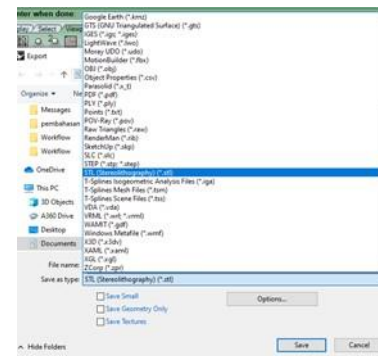 nter when done:
Google Earth (*.kmz)
GTS (GNU Triangulated Surface) (*.gts)
IGES (*.igs; *.iges)
LightWave (*.lwo)
Moray UDO (*.udo)
MotionBuilder (*.fbx)
OBJ (*.obj)
Object Properties (*.csv)
Parasolid (*.x_t)
PDF (*.pdf)
PLY (*.ply)
Points (*.txt)
POV-Ray (*.pov)
Raw Triangles (*.raw)
RenderMan (*.rib)
SketchUp (*.skp)
SLC (*.slc)
STEP (*.stp; *.step)
STL (Stereolithography) (*.stl)
T-Splines Isogeometric Analysis Files (*.iga)
T-Splines Mesh Files (*.tsm)
T-Splines Scene Files (*.tss)
VDA (*.vda)
VRML (*.wrl; *.vrml)
WAMIT (*.gdf)
Windows Metafile (*.wmf)
X3D (*.x3dv)
XAML (*.xaml)
XGL (*.xgl)
ZCorp (*.zpr)
play Select View
Export
Organize Ne
Messages
pembahasan
Workflow
Workflow
OneDrive
This PC
3D Objects
A360 Drive
Desktop
Documents
File name:
Save as type: STL (Stereolithography) (*.stl)
Save Small
Options...
Save Geometry Only
Save Textures
Hide Folders
Save
Cancel